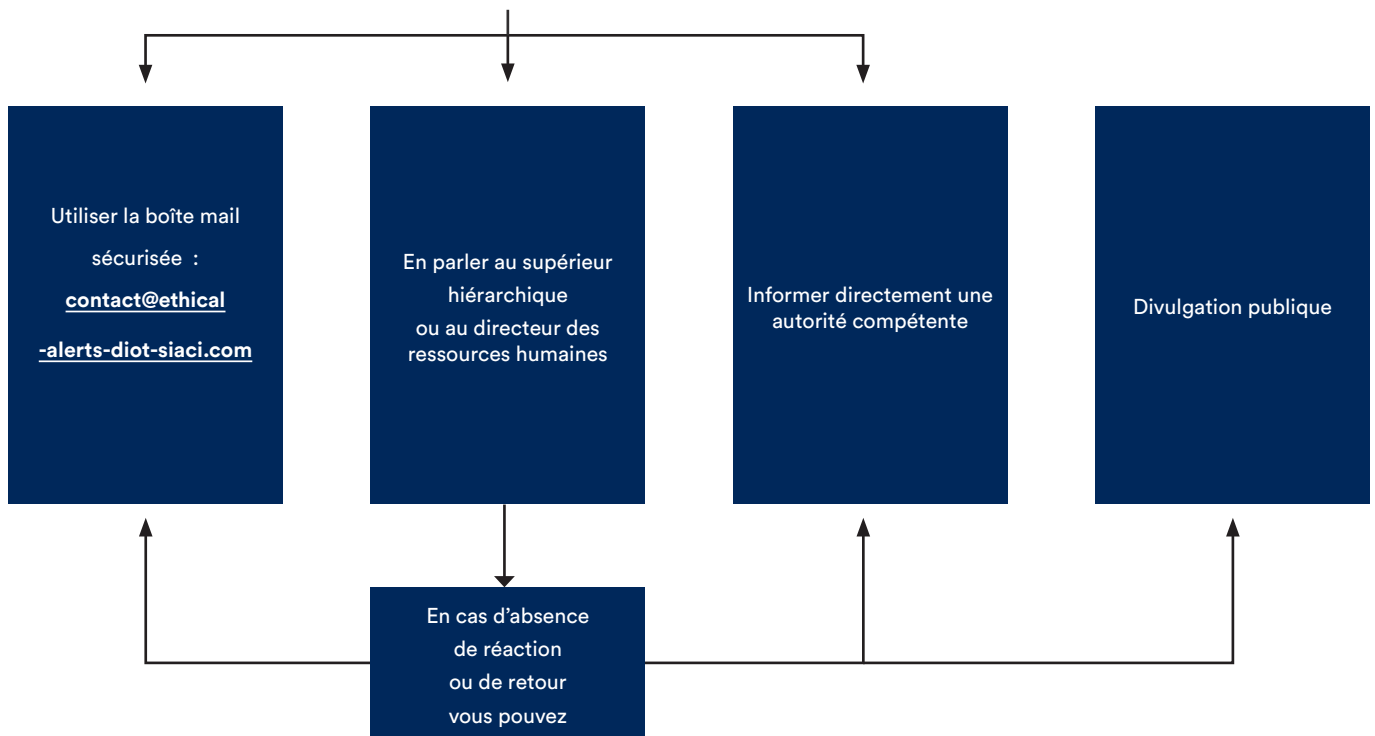 Utiliser la boîte mail
sécurisée :
contact@ethical
-alerts-diot-siaci.com
En parler au supérieur
hiérarchique
ou au directeur des
ressources humaines
Informer directement une
autorité compétente
Divulgation publique
En cas d’absence
de réaction
ou de retour
vous pouvez